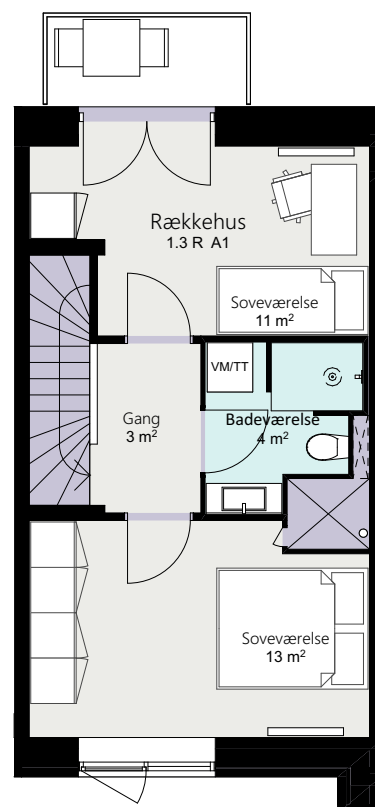 Rækkehus
1.3 R A1
Soveværelse
11 m²
VM/TT
Gang
3 m²
Badeværelse
4 m²
Soveværelse
13 m²